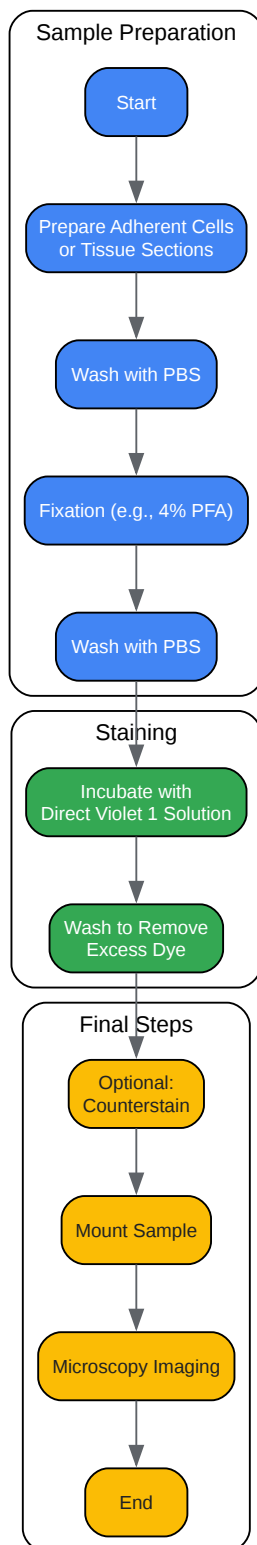 Sample Preparation
Start
Prepare Adherent Cells
or Tissue Sections
Wash with PBS
Fixation (e.g., 4% PFA)
Wash with PBS
Staining
Incubate with
Direct Violet 1 Solution
Wash to Remove
Excess Dye
Final Steps
Optional:
Counterstain
Mount Sample
Microscopy Imaging
End